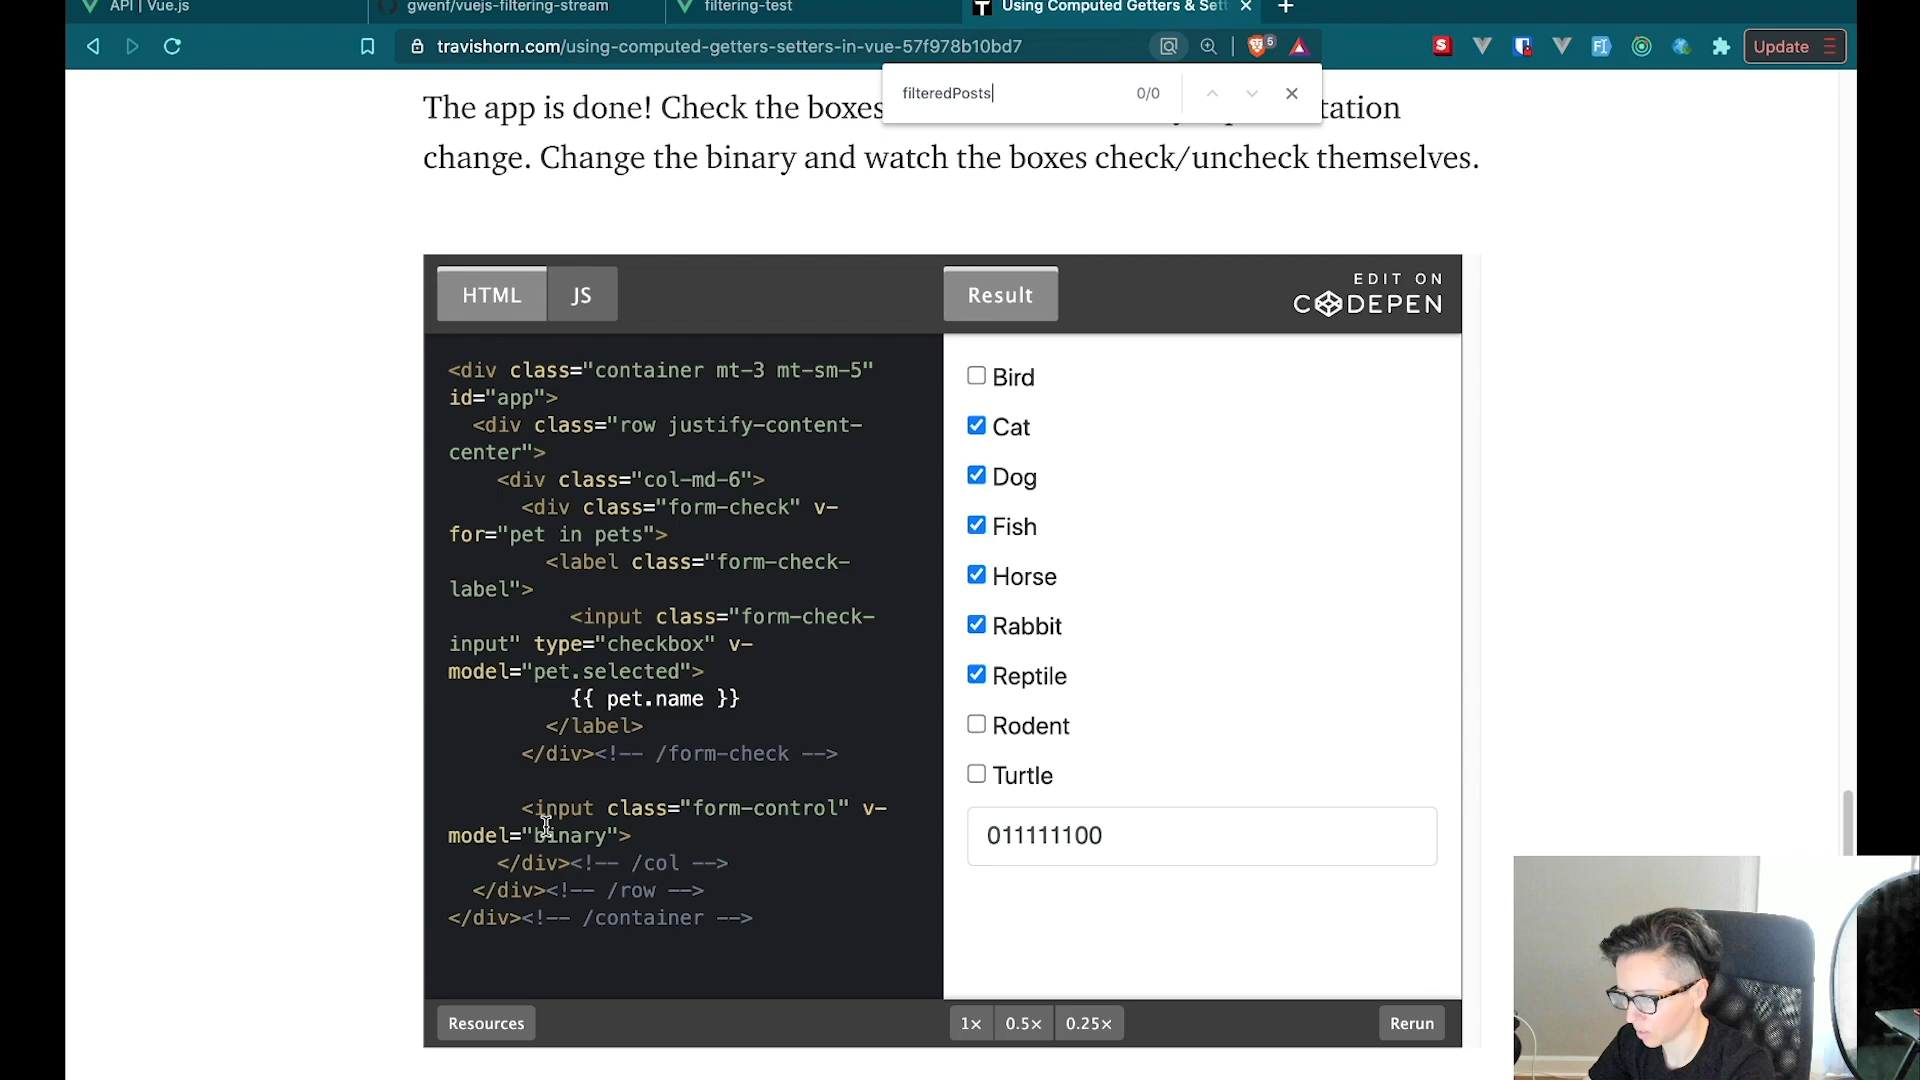 API | Vue.js
gwenf/vuejs-filtering-stream
filtering-test
Using Computed Getters & Sett
travishorn.com/using-computed-getters-setters-in-vue-57f978b10bd7
5
S
Update
filteredPosts
0/0
The app is done! Check the boxes
tation
change. Change the binary and watch the boxes check/uncheck themselves.
HTML
JS
Result
EDIT ON
CODEPEN
<div class="container mt-3 mt-sm-5"
id="app">
<div class="row justify-content-
center">
<div class="col-md-6">
<div class="form-check" v-
for="pet in pets">
<label class="form-check-
label">
<input class="form-check-
input" type="checkbox" v-
model="pet.selected">
{{ pet.name }}
</label>
</div><!-- /form-check -->
<input class="form-control" v-
model="binary">
</div><!-- /col -->
</div><!-- /row -->
</div><!-- /container -->
Bird
Cat
Dog
Fish
Horse
Rabbit
Reptile
Rodent
Turtle
011111100
Resources
1×
0.5×
0.25×
Rerun